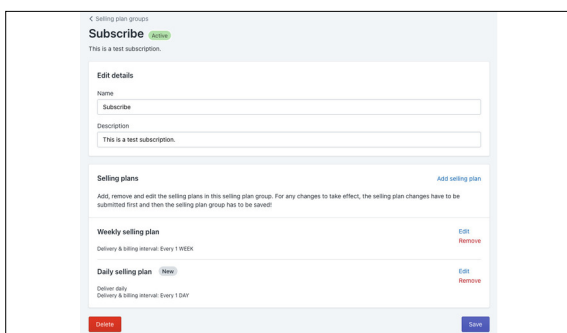 Selling plan groups
Subscribe Active
This is a test subscription.
Edit details
Name
Subscribe
Description
This is a test subscription.
Selling plans Add selling plan
Add, remove and edit the selling plans in this selling plan group. For any changes to take effect, the selling plan changes have to be
submitted first and then the selling plan group has to be saved!
Weekly selling plan Edit
Remove
Delivery & billing interval: Every 1 WEEK
Daily selling plan New Edit
Remove
Deliver daily
Delivery & billing interval: Every 1 DAY
Delete Save